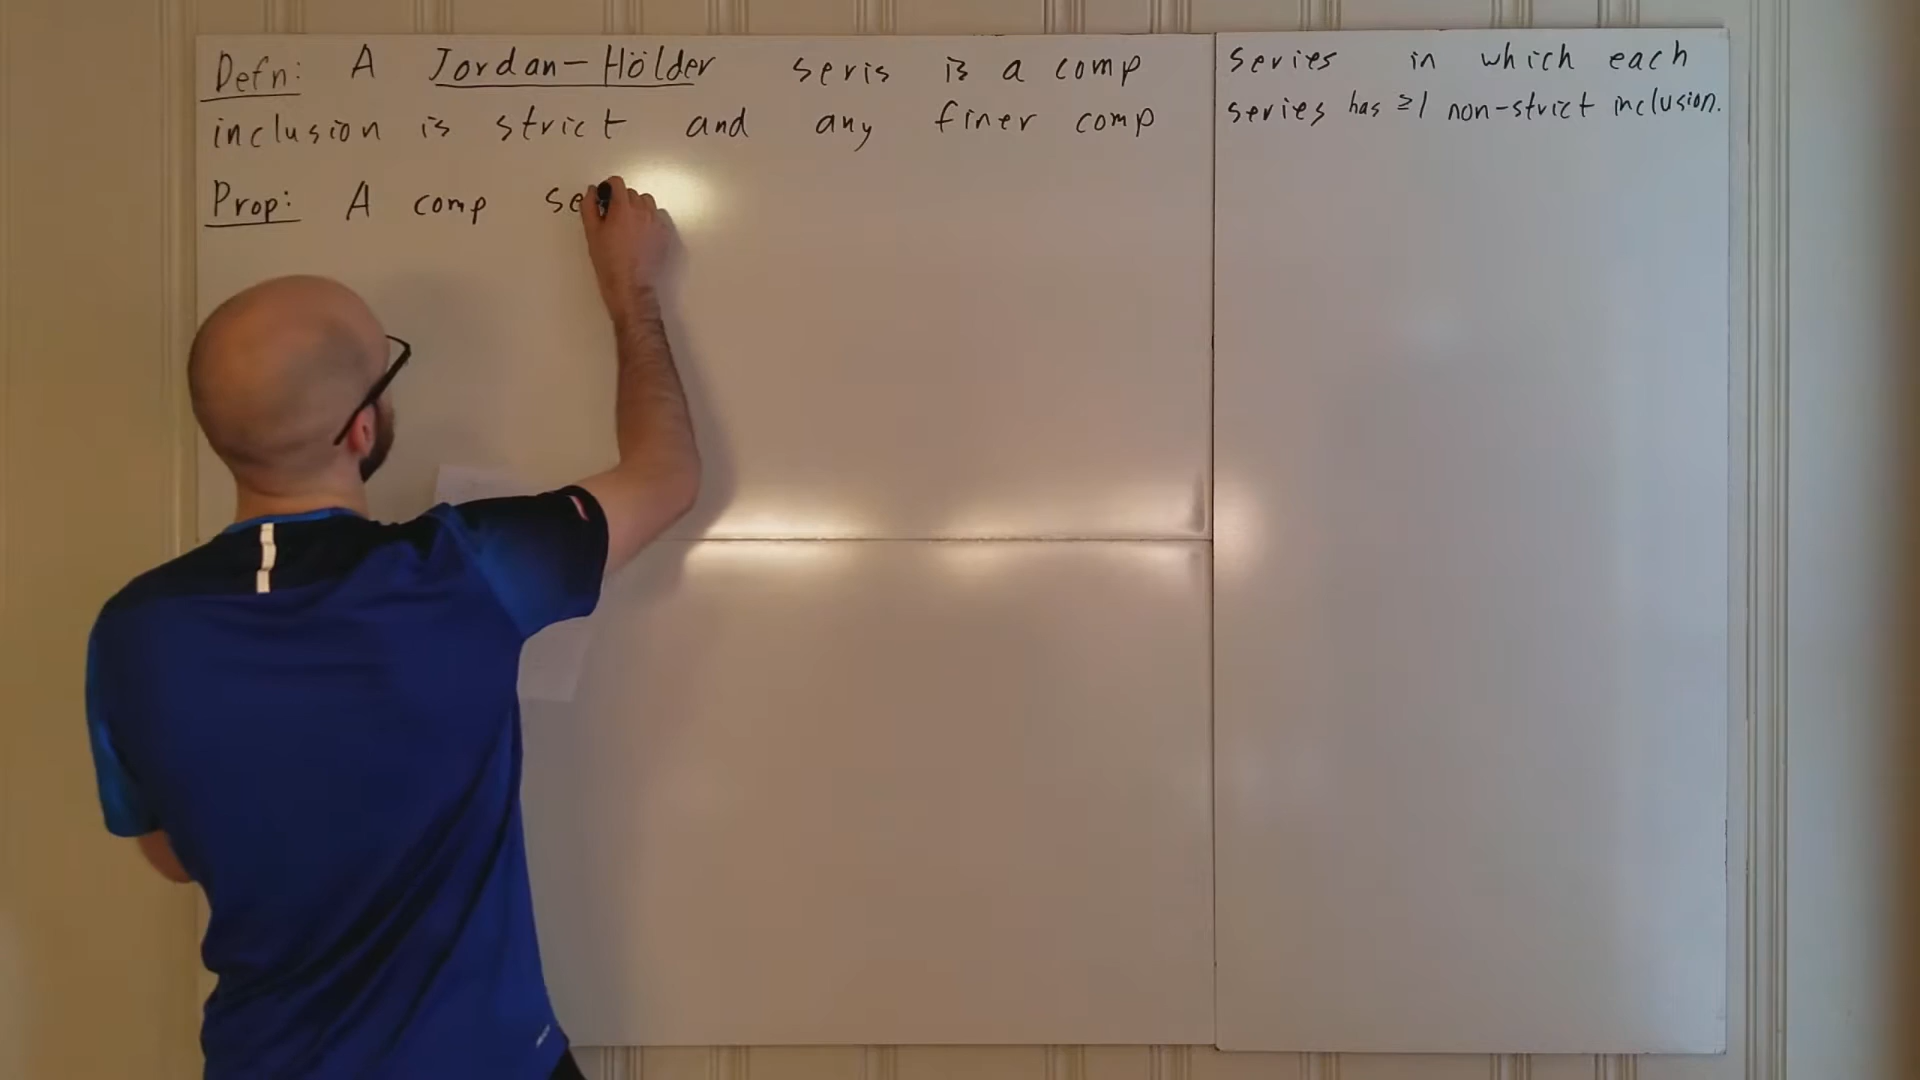 Defn: A Jordan-Hölder seris is a comp series in which each
inclusion is strict and any finer comp series has ≥1 non-strict inclusion.
Prop: A comp se